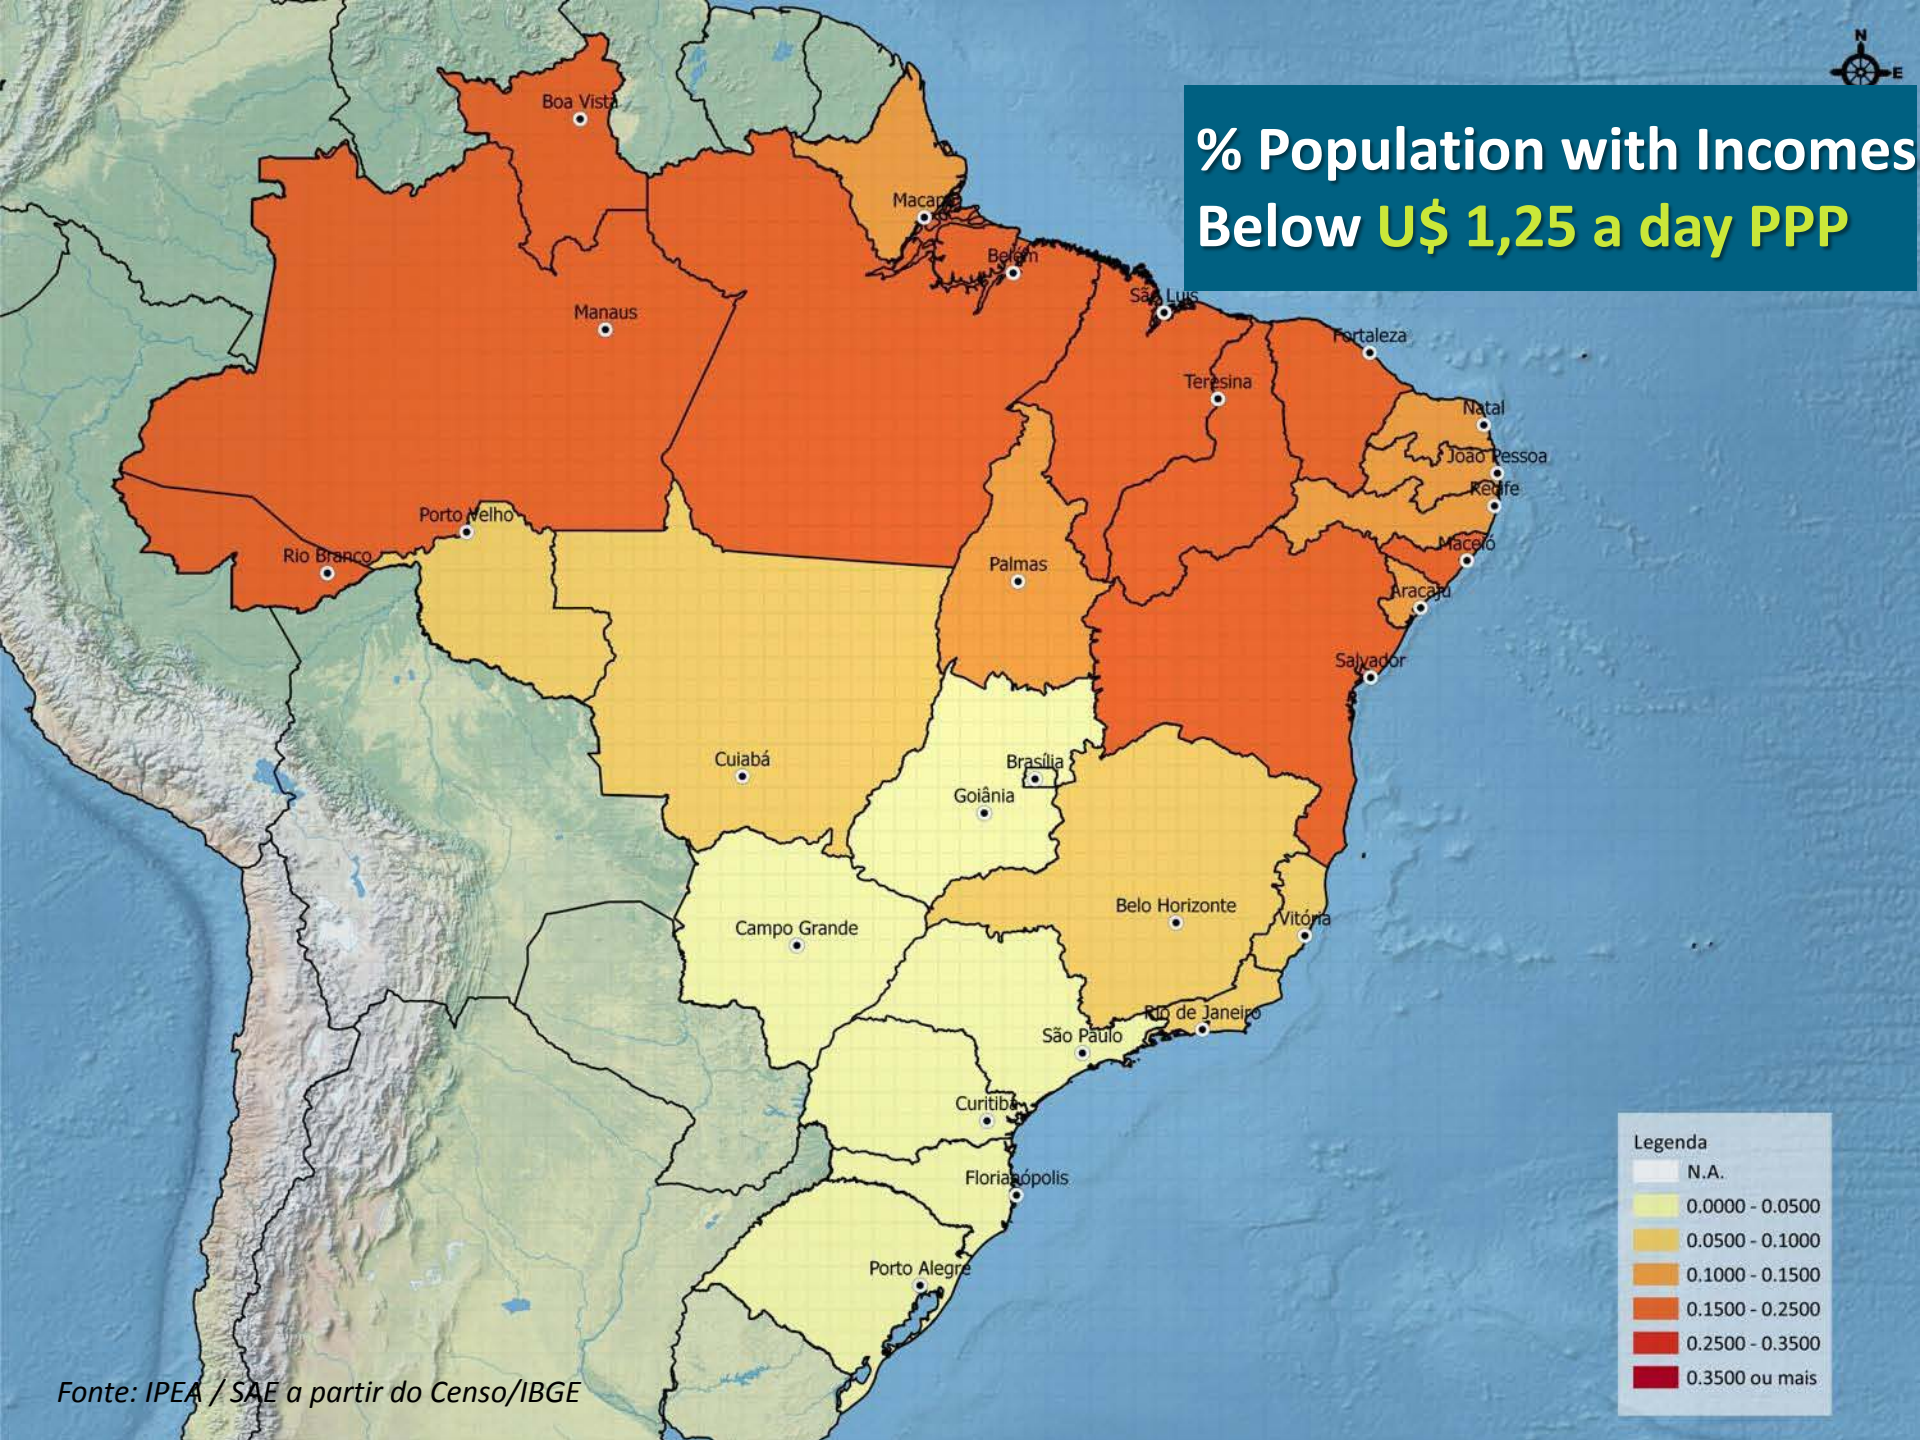 N
E
% Population with Incomes
Below U$ 1,25 a day PPP
Boa Vista
Macapá
Belém
São Luis
Manaus
Fortaleza
Teresina
Natal
João Pessoa
Recife
Porto Velho
Maceió
Rio Branco
Palmas
Aracaju
Salvador
Cuiabá
Brasília
Goiânia
Belo Horizonte
Vitória
Campo Grande
Rio de Janeiro
São Paulo
Curitiba
Florianópolis
Porto Alegre
Legenda
N.A.
0.0000 - 0.0500
0.0500 - 0.1000
0.1000 - 0.1500
0.1500 - 0.2500
0.2500 - 0.3500
0.3500 ou mais
Fonte: IPEA / SAE a partir do Censo/IBGE